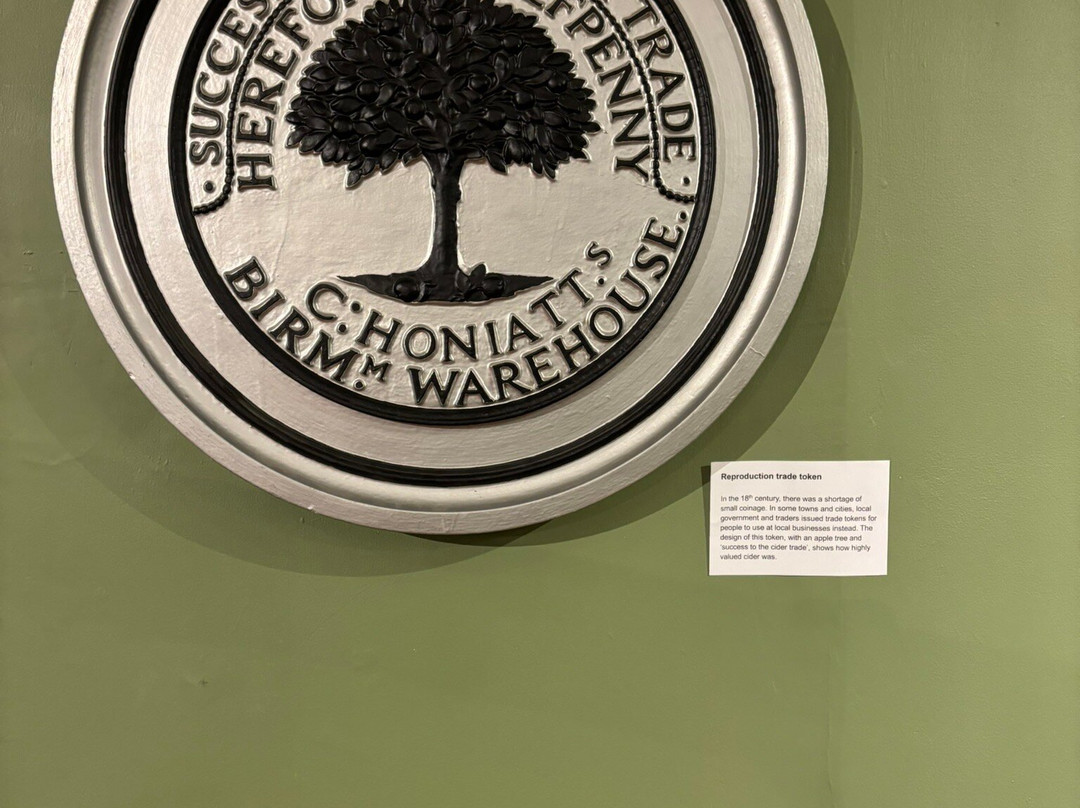 SUCCES
TRADE
HEREFO
LFPENNY
C: HONIATT.S
BIRM.M WAREHOUSE.
Reproduction trade token
In the 18th century, there was a shortage of
small coinage. In some towns and cities, local
government and traders issued trade tokens for
people to use at local businesses instead. The
design of this token, with an apple tree and
'success to the cider trade', shows how highly
valued cider was.